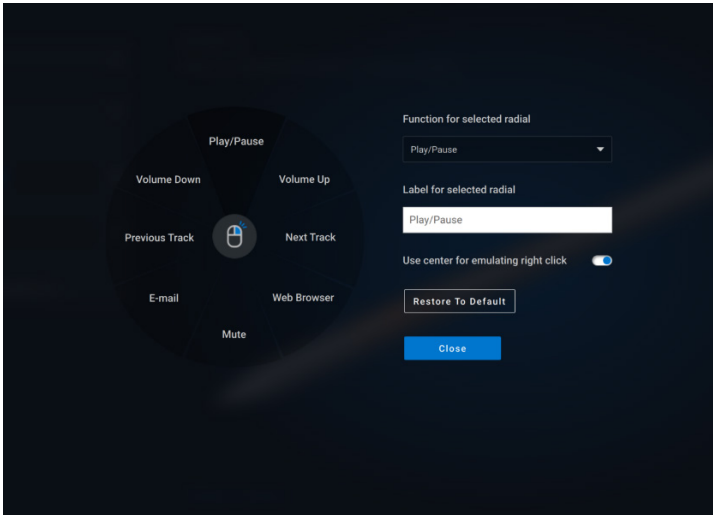 Play/Pause
Volume Down
Volume Up
Previous Track
Next Track
E-mail
Web Browser
Mute
Function for selected radial
Play/Pause
Label for selected radial
Play/Pause
Use center for emulating right click
Restore To Default
Close